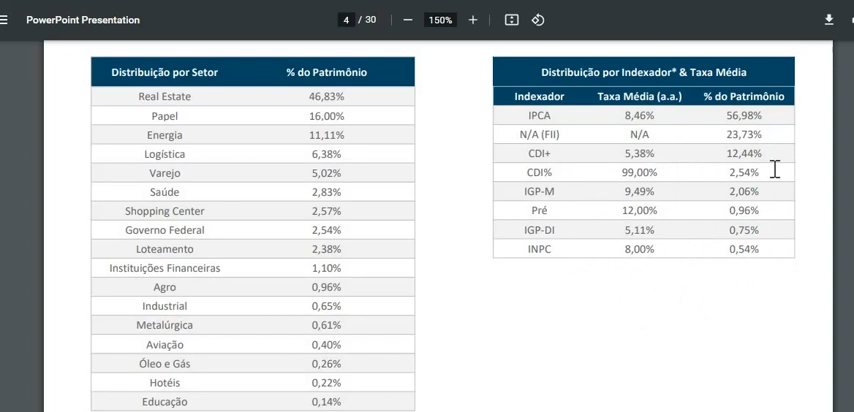 PowerPoint Presentation
4 / 30
150%
Distribuição por Setor % do Patrimônio
Real Estate 46,83%
Papel 16,00%
Energia 11,11%
Logística 6,38%
Varejo 5,02%
Saúde 2,83%
Shopping Center 2,57%
Governo Federal 2,54%
Loteamento 2,38%
Instituições Financeiras 1,10%
Agro 0,96%
Industrial 0,65%
Metalúrgica 0,61%
Aviação 0,40%
Óleo e Gás 0,26%
Hotéis 0,22%
Educação 0,14%
Distribuição por Indexador* & Taxa Média
Indexador Taxa Média (a.a.) % do Patrimônio
IPCA 8,46% 56,98%
N/A (FII) N/A 23,73%
CDI+ 5,38% 12,44%
CDI% 99,00% 2,54%
IGP-M 9,49% 2,06%
Pré 12,00% 0,96%
IGP-DI 5,11% 0,75%
INPC 8,00% 0,54%